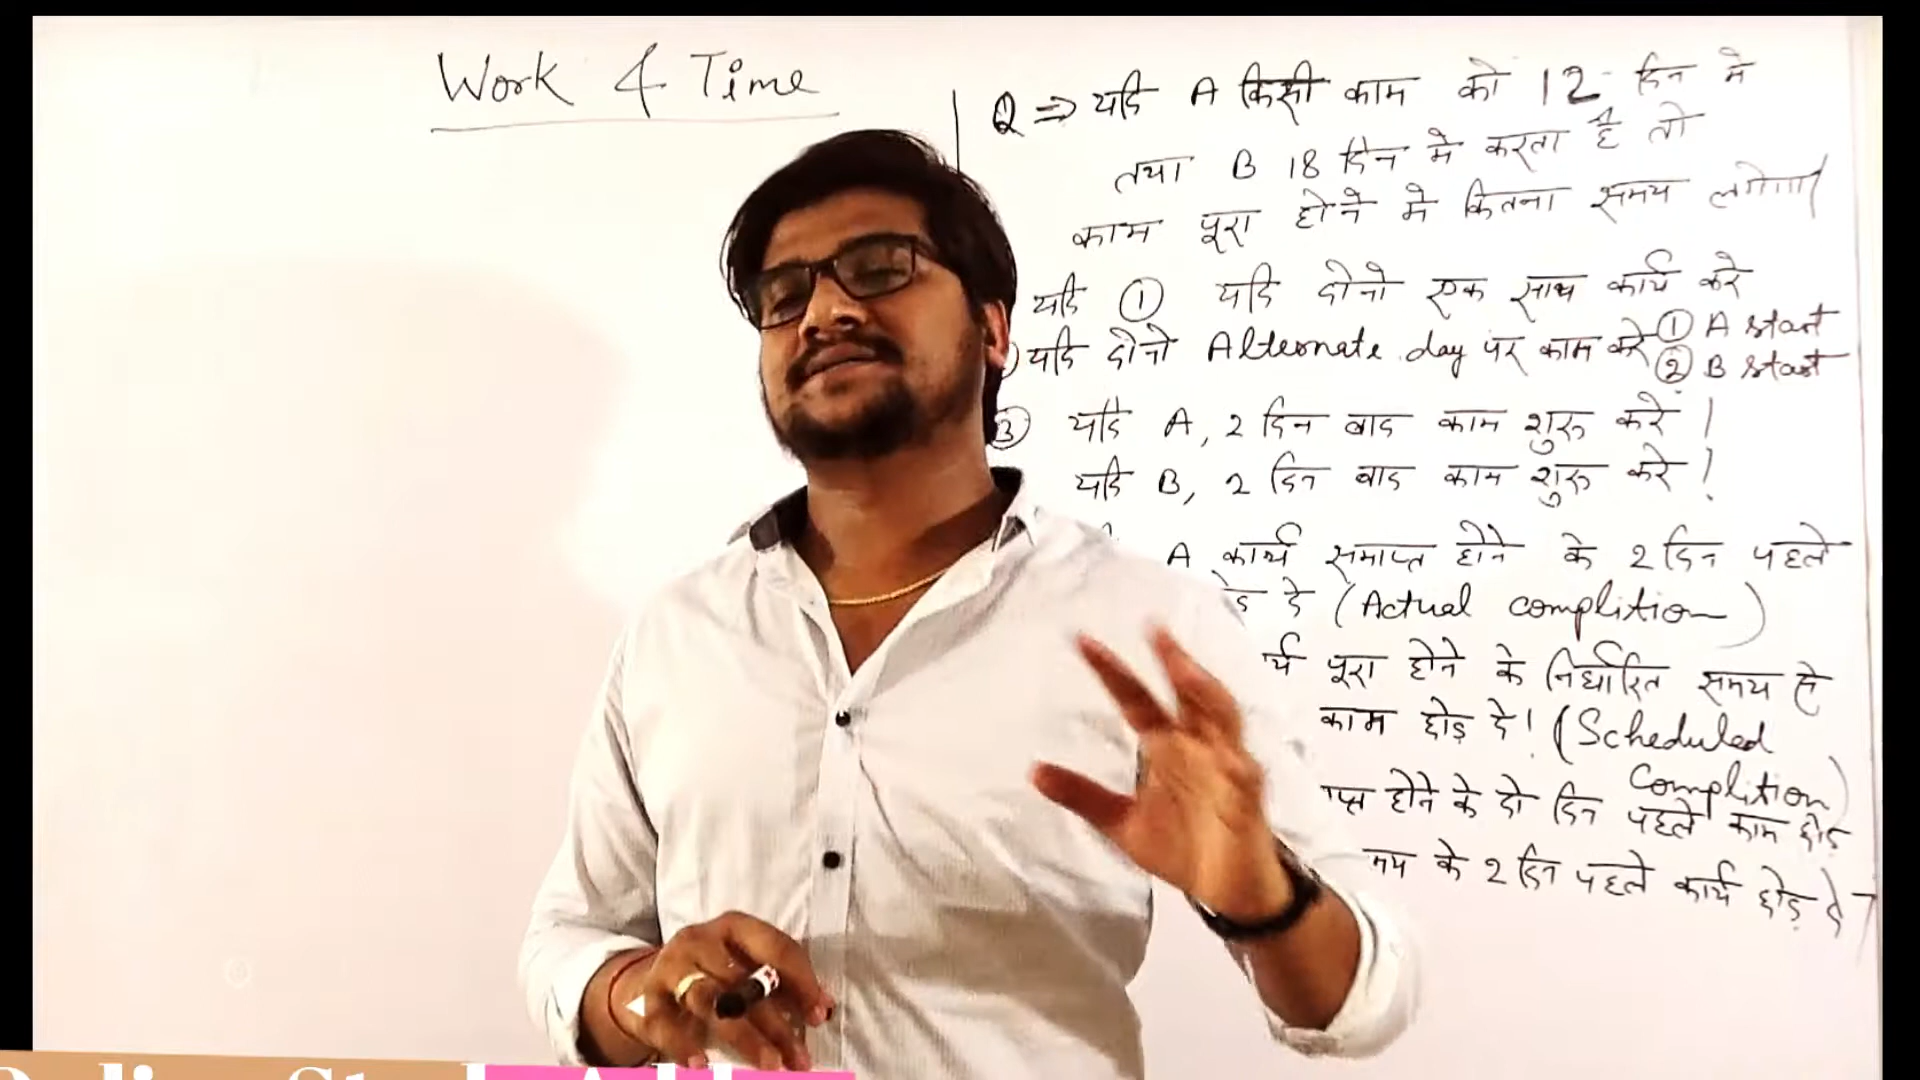 Work & Time
Q ⇒ यदि A किसी काम को 12 दिन मे
तथा B 18 दिन मे करता है तो
काम पूरा होने मे कितना समय लगेगा
यदि ① यदि दोनो एक साथ कार्य करे
यदि दोनो Alternate day पर काम करे ① A start
② B start
③ यदि A, 2 दिन बाद काम शुरू करे !
यदि B, 2 दिन बाद काम शुरू करे !
A कार्य समाप्त होने के 2 दिन पहले
दे (Actual complition)
पूरा होने के निर्धारित समय से
काम छोड़ दे! (Scheduled
Complition)
होने के दो दिन पहले काम छोड़
के 2 दिन पहले कार्य छोड़ दे